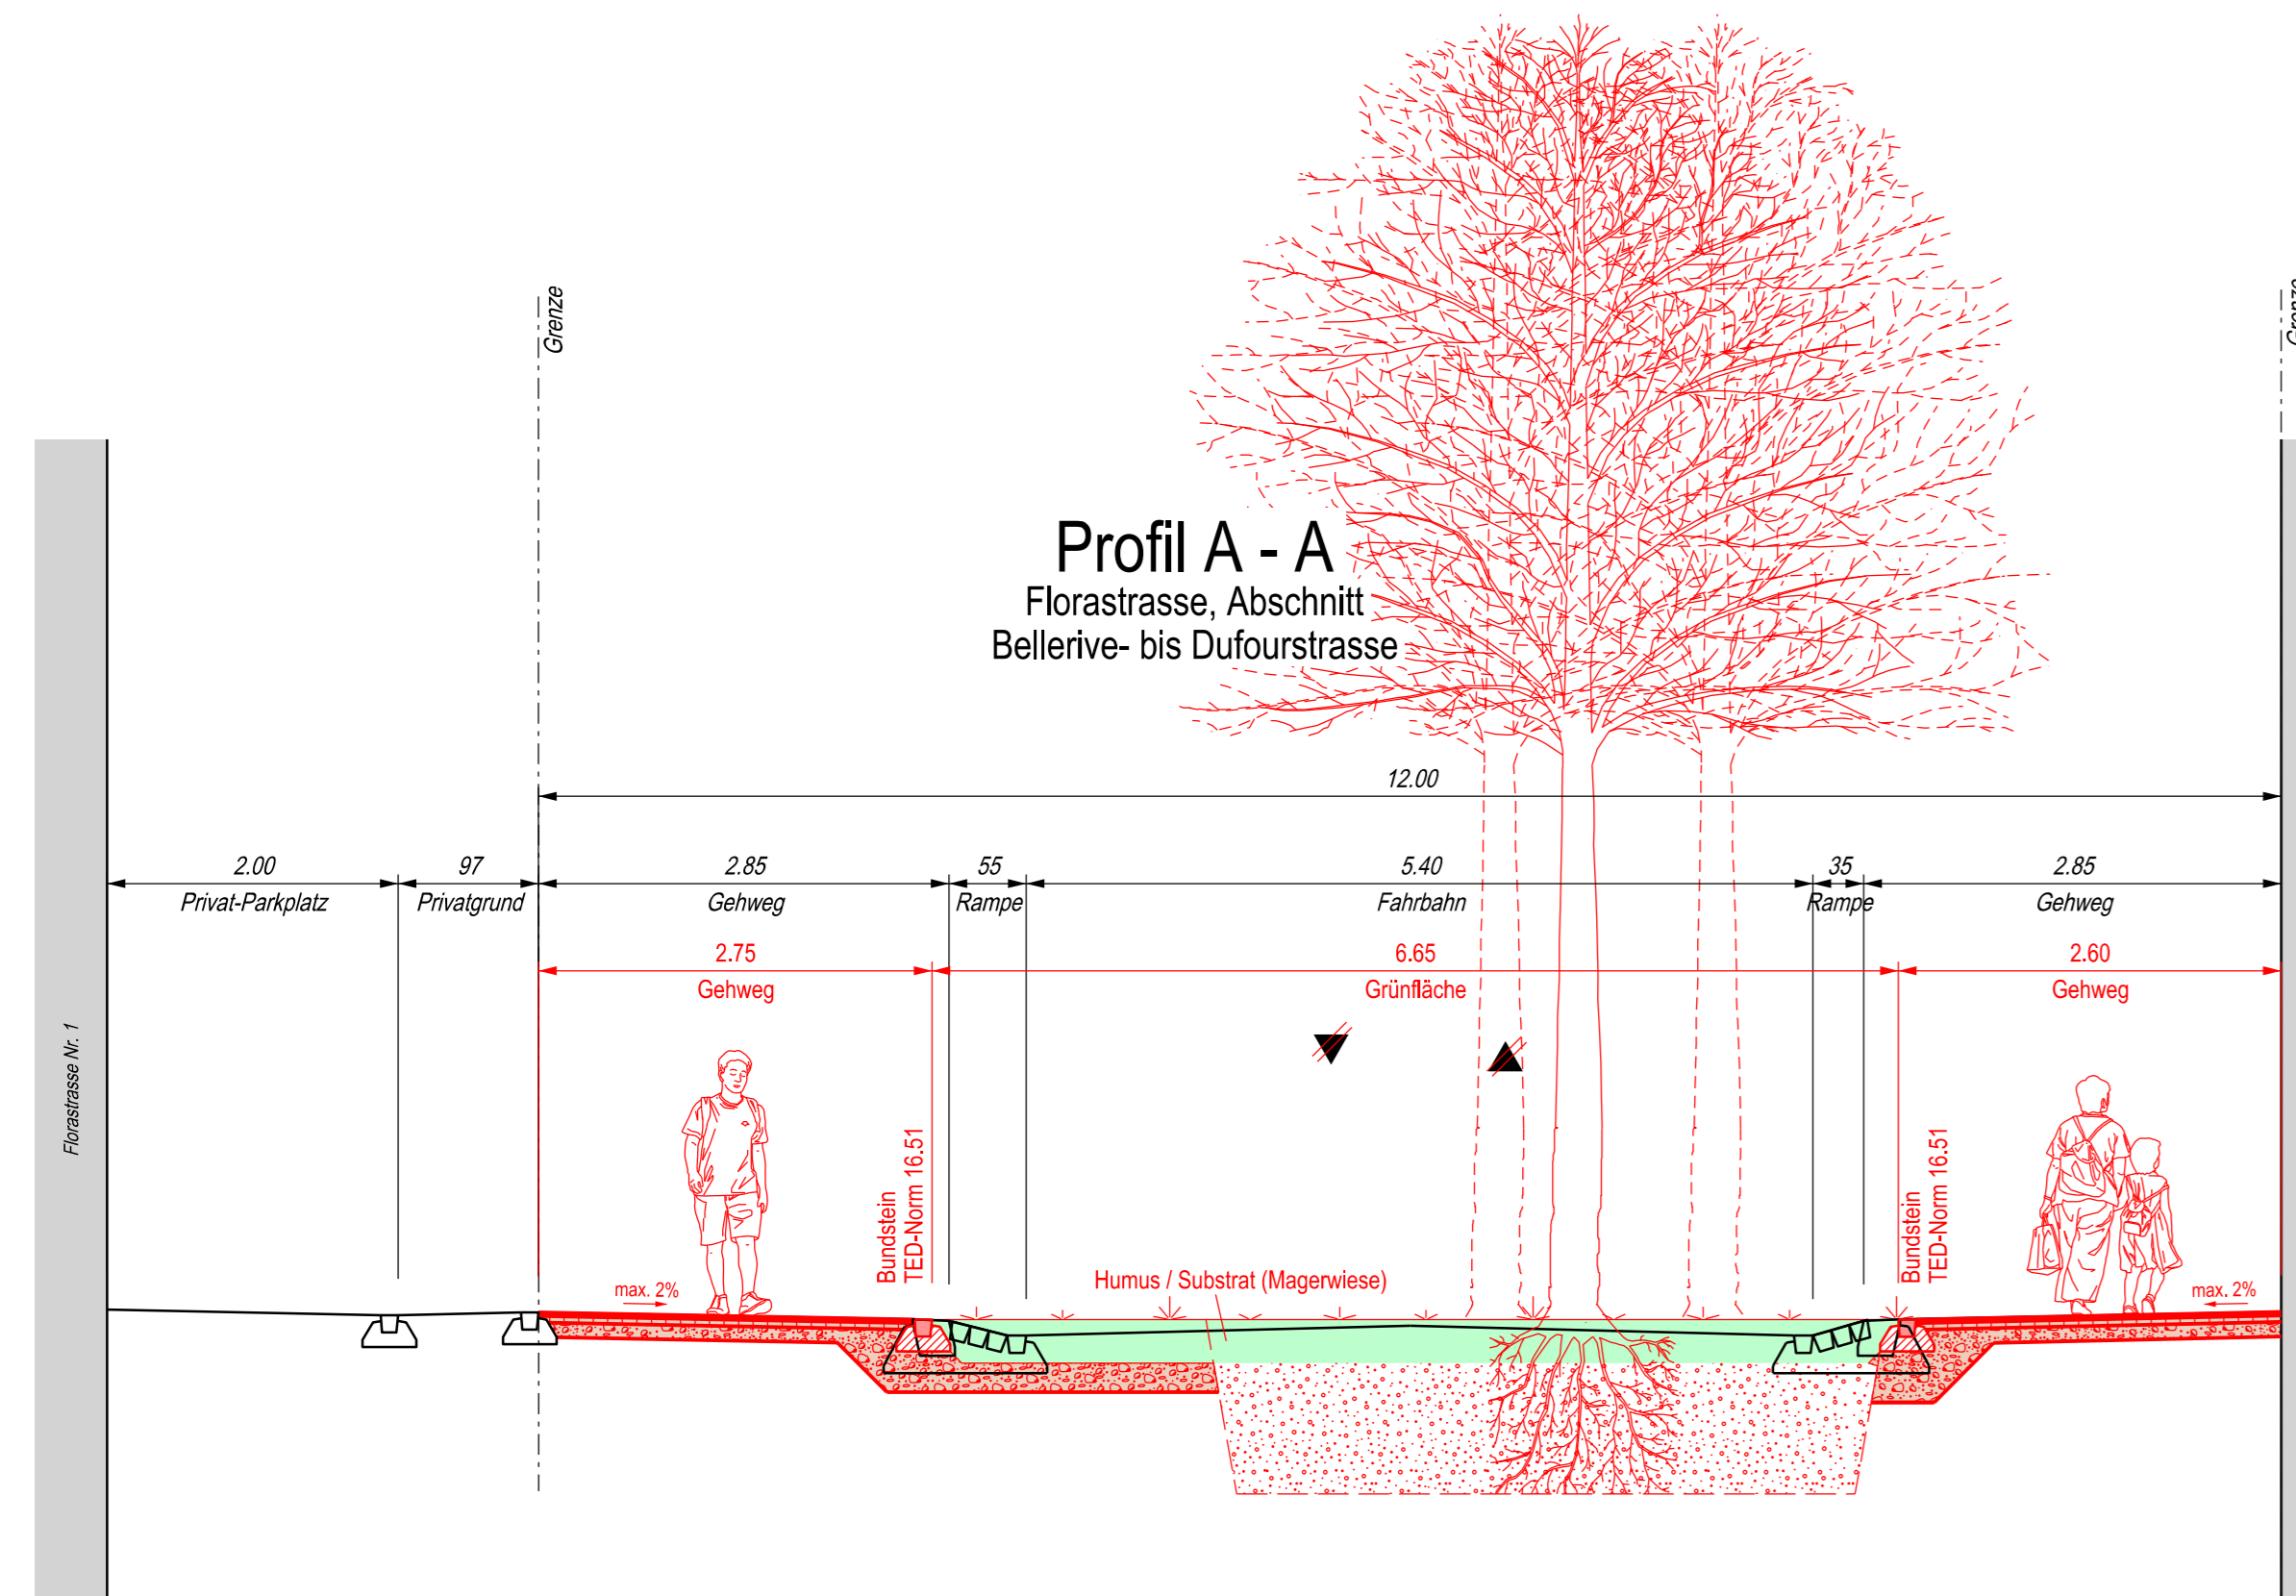 Grenze
Grenze
Profil A - A
Florastrasse, Abschnitt
Bellerive- bis Dufourstrasse
12.00
2.00
97
2.85
55
5.40
35
2.85
Privat-Parkplatz
Privatgrund
Gehweg
Rampe
Fahrbahn
Rampe
Gehweg
2.75
6.65
2.60
Gehweg
Grünfläche
Gehweg
Florastrasse Nr. 1
Bundstein
TED-Norm 16.51
Bundstein
TED-Norm 16.51
max. 2%
Humus / Substrat (Magerwiese)
max. 2%